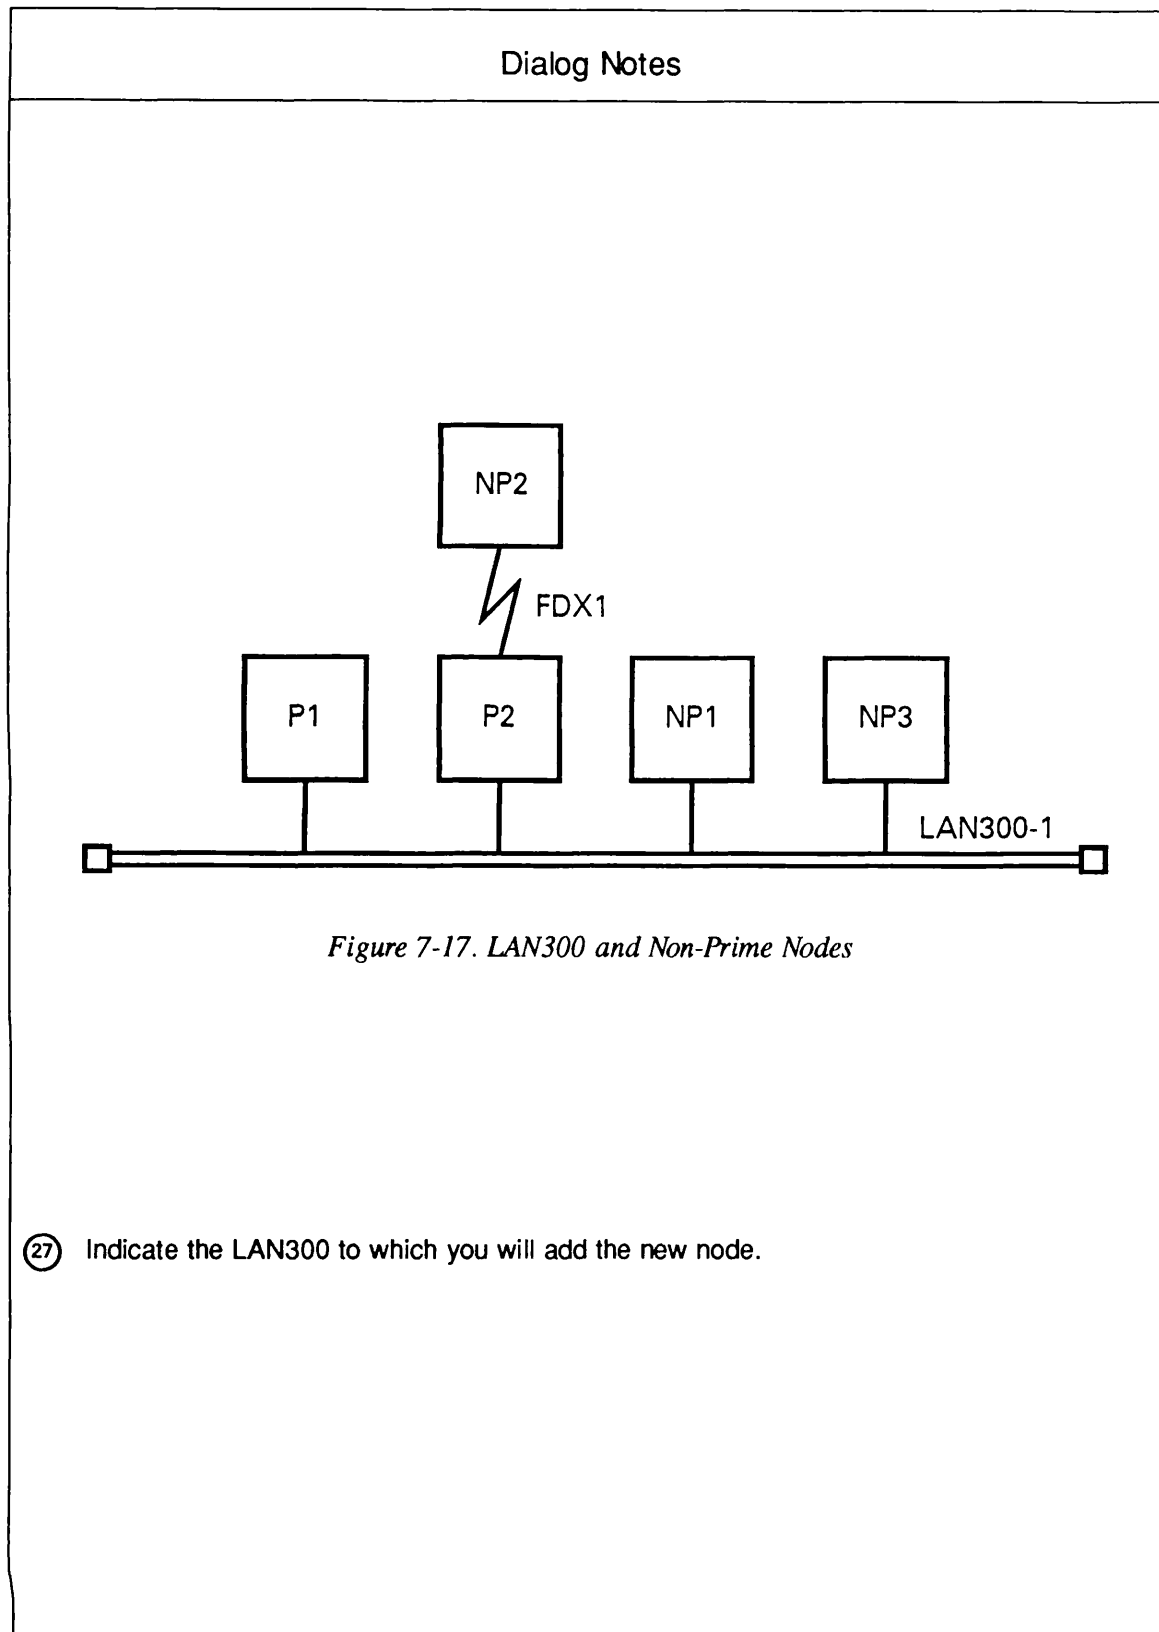 Dialog Notes
NP2
FDX1
P1
P2
NP1
NP3
LAN300-1
Figure 7-17. LAN300 and Non-Prime Nodes
27 Indicate the LAN300 to which you will add the new node.